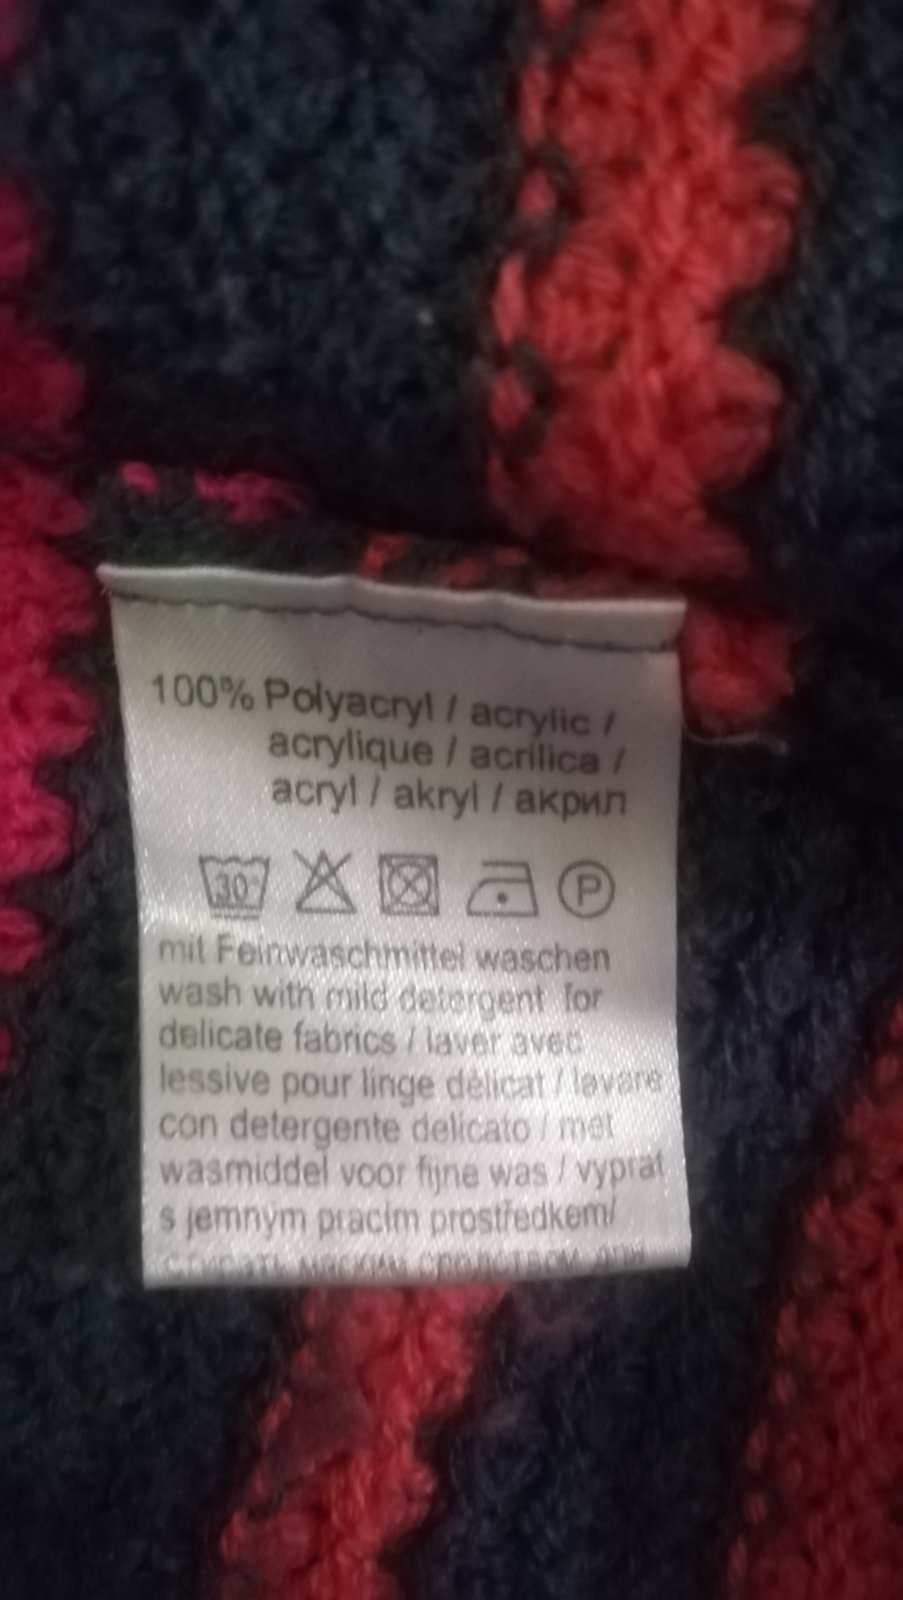 100% Polyacryl / acrylic /
acrylique / acrilica /
acryl / akryl / акрил
30° P
mit Feinwaschmittel waschen
wash with mild detergent for
delicate fabrics / laver avec
lessive pour linge délicat / lavare
con detergente delicato / met
wasmiddel voor fijne was / vyprat
s jemnym pracím prostředkem/